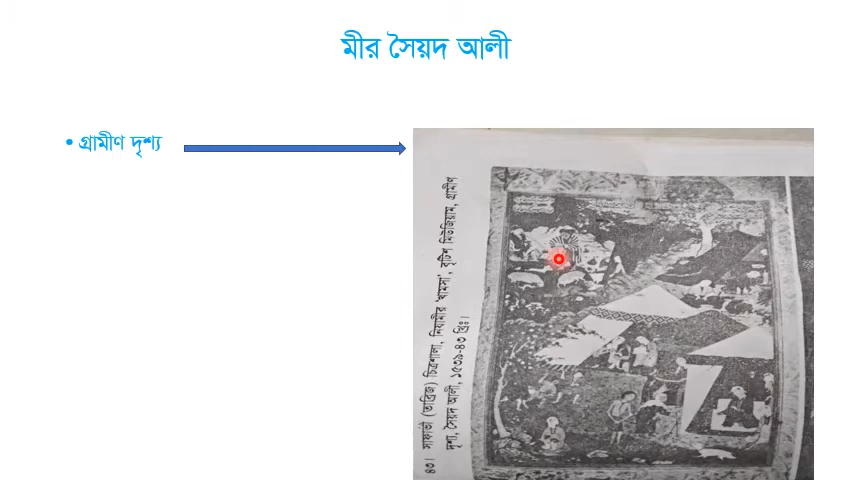 মীর সৈয়দ আলী
• গ্রামীণ দৃশ্য
৪৩। সাফাভী (তাব্রিজ) চিত্রশালা, নিযামীর 'খামসা', বৃটিশ মিউজিয়াম, গ্রামীণ
দৃশ্য, সৈয়দ আলী, ১৫৩৯-৪৩ খ্রিঃ।